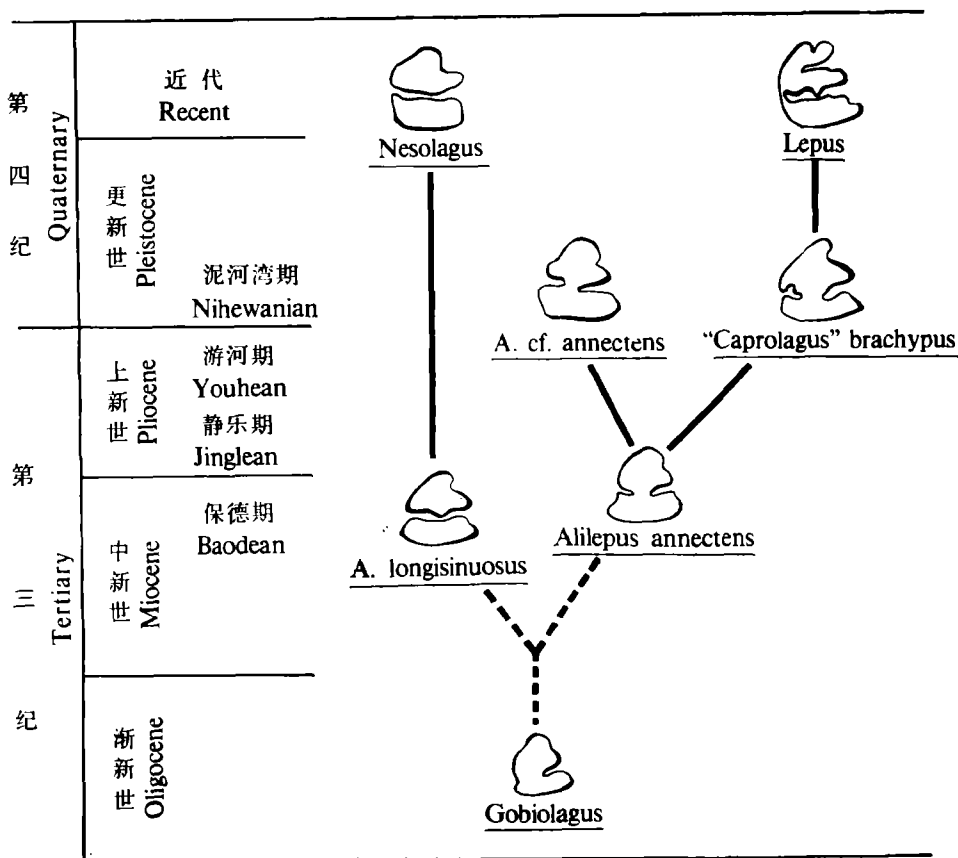 第四纪
Quaternary
近代
Recent
更新世
Pleistocene
泥河湾期
Nihewanian
第三纪
Tertiary
上新世
Pliocene
游河期
Youhean
静乐期
Jinglean
中新世
Miocene
保德期
Baodean
渐新世
Oligocene
Nesolagus
Lepus
A. cf. annectens
"Caprolagus" brachypus
A. longisinuosus
Alilepus annectens
Gobiolagus